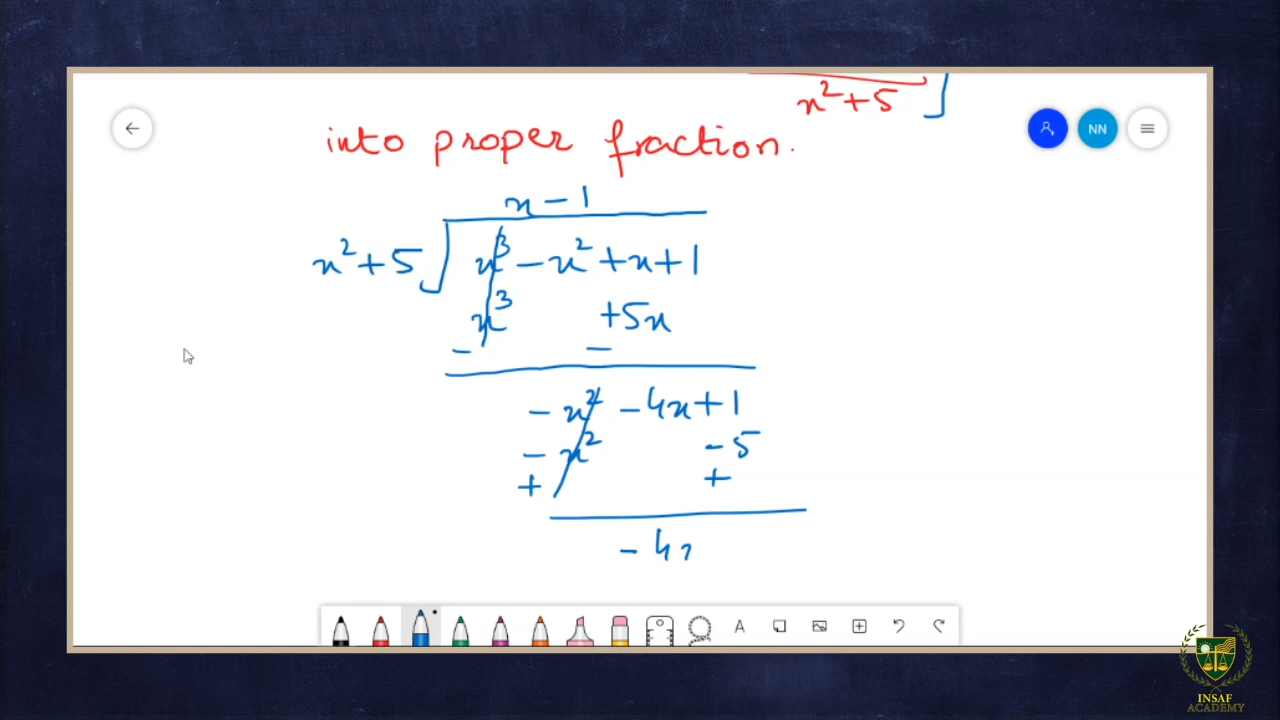 x² + 5
NN
into proper fraction.
x - 1
x² + 5 x³ - x² + x + 1
x³ + 5x
- -
- x² - 4x + 1
- x² - 5
+ +
- 4
A
INSAF
ACADEMY